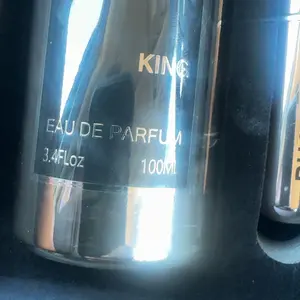 KING
EAU DE PARFUM
3.4FLoz 100ML